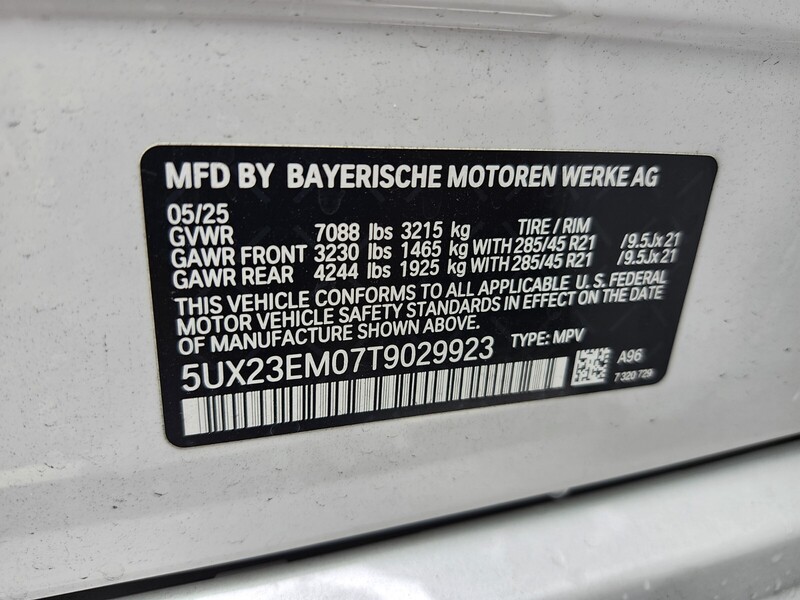 MFD BY BAYERISCHE MOTOREN WERKE AG
05/25 TIRE / RIM
GVWR 7088 lbs 3215 kg
GAWR FRONT 3230 lbs 1465 kg WITH 285/45 R21 /9.5Jx21
GAWR REAR 4244 lbs 1925 kg WITH 285/45 R21 /9.5Jx21
THIS VEHICLE CONFORMS TO ALL APPLICABLE U. S. FEDERAL
MOTOR VEHICLE SAFETY STANDARDS IN EFFECT ON THE DATE
OF MANUFACTURE SHOWN ABOVE.
5UX23EM07T9029923 TYPE: MPV
A96
7 320 729